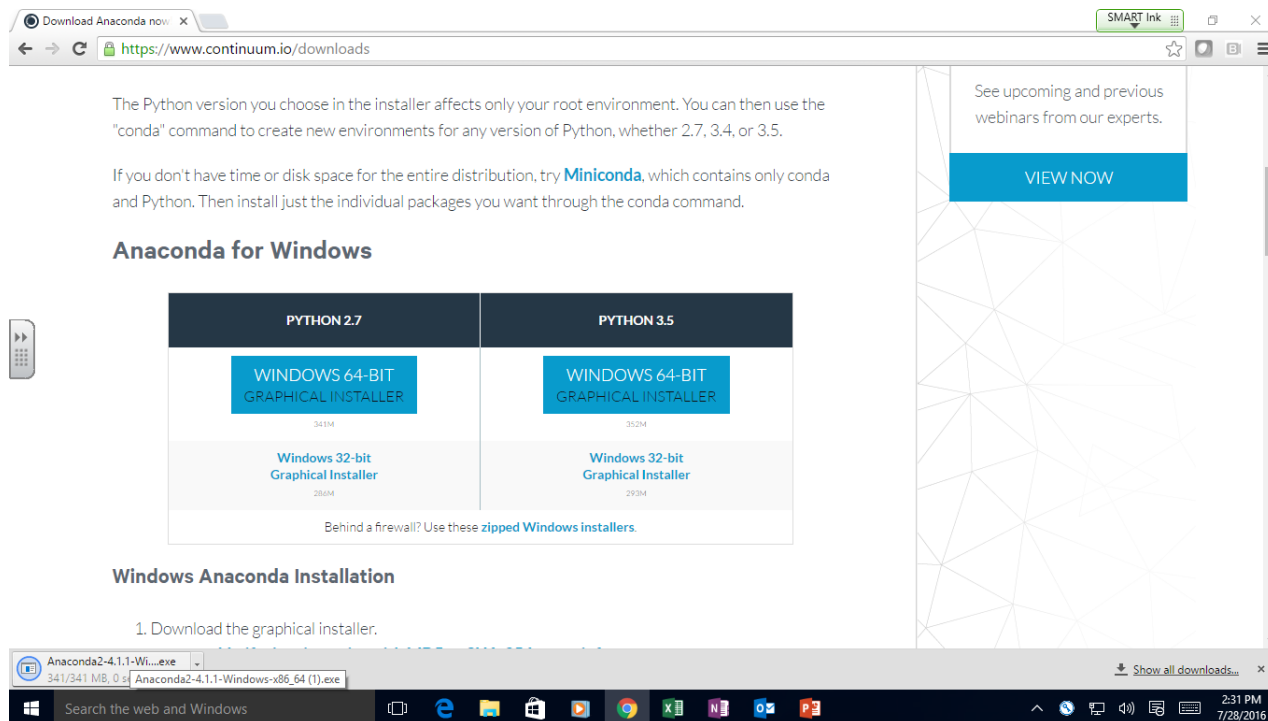 Download Anaconda now
SMART Ink
https://www.continuum.io/downloads
The Python version you choose in the installer affects only your root environment. You can then use the
"conda" command to create new environments for any version of Python, whether 2.7, 3.4, or 3.5.
If you don't have time or disk space for the entire distribution, try Miniconda, which contains only conda
and Python. Then install just the individual packages you want through the conda command.
See upcoming and previous
webinars from our experts.
VIEW NOW
Anaconda for Windows
PYTHON 2.7
PYTHON 3.5
WINDOWS 64-BIT
GRAPHICAL INSTALLER
341M
WINDOWS 64-BIT
GRAPHICAL INSTALLER
352M
Windows 32-bit
Graphical Installer
286M
Windows 32-bit
Graphical Installer
293M
Behind a firewall? Use these zipped Windows installers.
Windows Anaconda Installation
1. Download the graphical installer.
Anaconda2-4.1.1-Wi....exe
341/341 MB, 0 s
Anaconda2-4.1.1-Windows-x86_64 (1).exe
Show all downloads...
Search the web and Windows
2:31 PM
7/28/2016